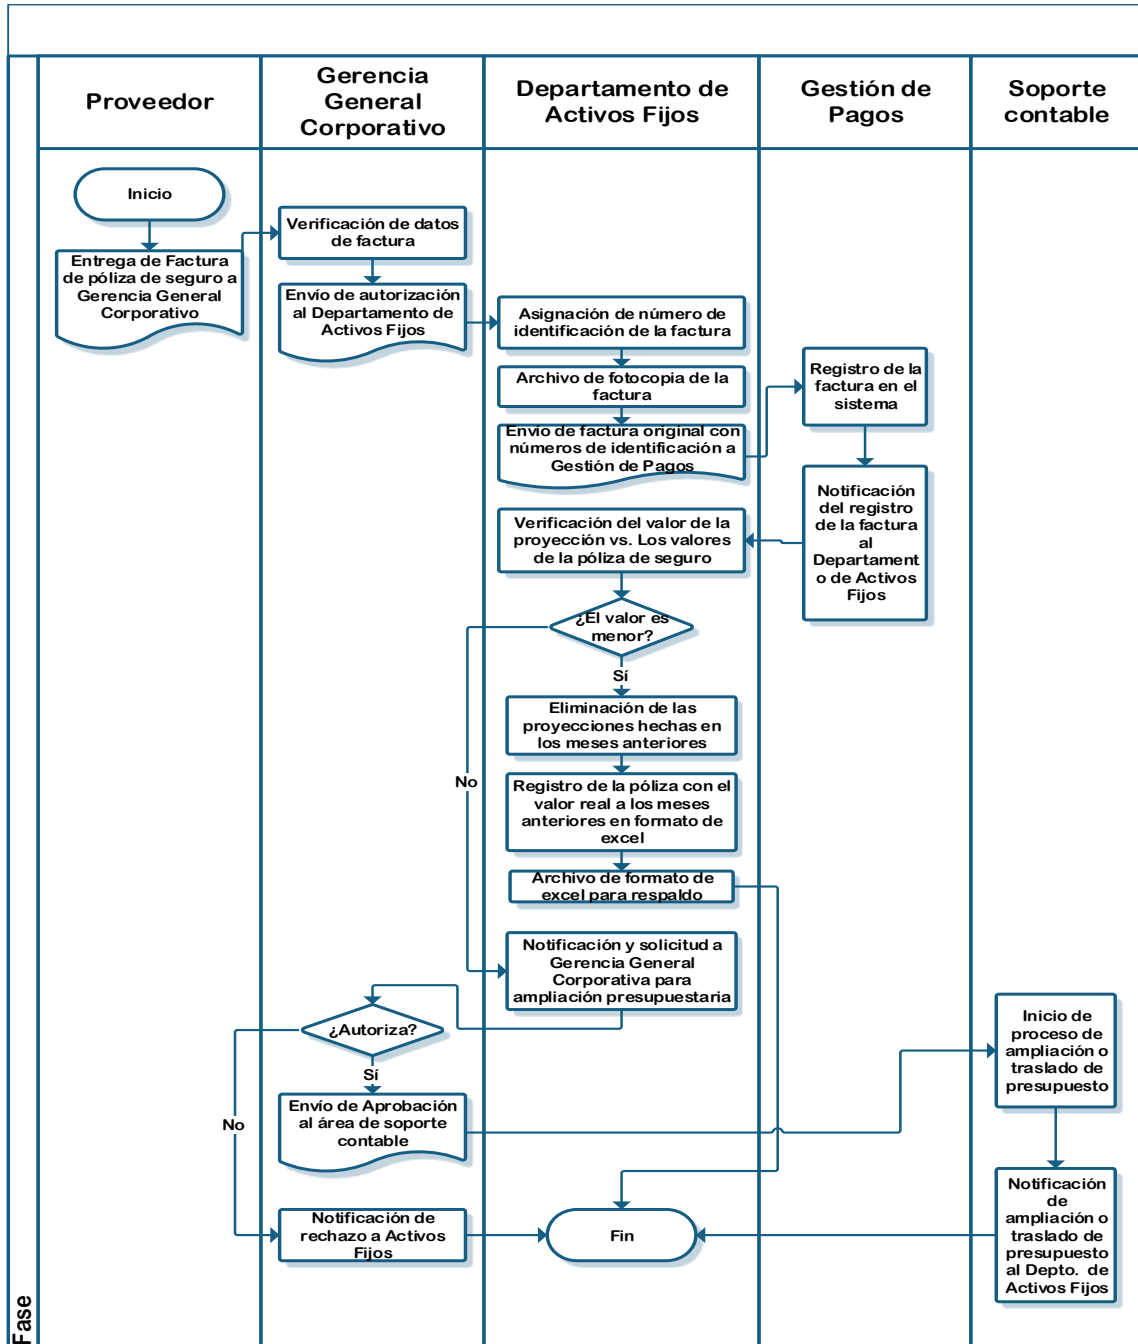 Proveedor
Gerencia
General
Corporativo
Departamento de
Activos Fijos
Gestión de
Pagos
Soporte
contable
Inicio
Entrega de Factura
de póliza de seguro a
Gerencia General
Corporativo
Verificación de datos
de factura
Envío de autorización
al Departamento de
Activos Fijos
Asignación de número de
identificación de la factura
Archivo de fotocopia de la
factura
Envío de factura original con
números de identificación a
Gestión de Pagos
Registro de la
factura en el
sistema
Notificación
del registro
de la factura
al
Departament
o de Activos
Fijos
Verificación del valor de la
proyección vs. Los valores
de la póliza de seguro
¿El valor es
menor?
Sí
Eliminación de las
proyecciones hechas en
los meses anteriores
No
Registro de la póliza con el
valor real a los meses
anteriores en formato de
excel
Archivo de formato de
excel para respaldo
Notificación y solicitud a
Gerencia General
Corporativa para
ampliación presupuestaria
¿Autoriza?
Sí
No
Envío de Aprobación
al área de soporte
contable
Inicio de
proceso de
ampliación o
traslado de
presupuesto
Notificación de
rechazo a Activos
Fijos
Fin
Notificación
de
ampliación o
traslado de
presupuesto
al Depto. de
Activos Fijos
Fase